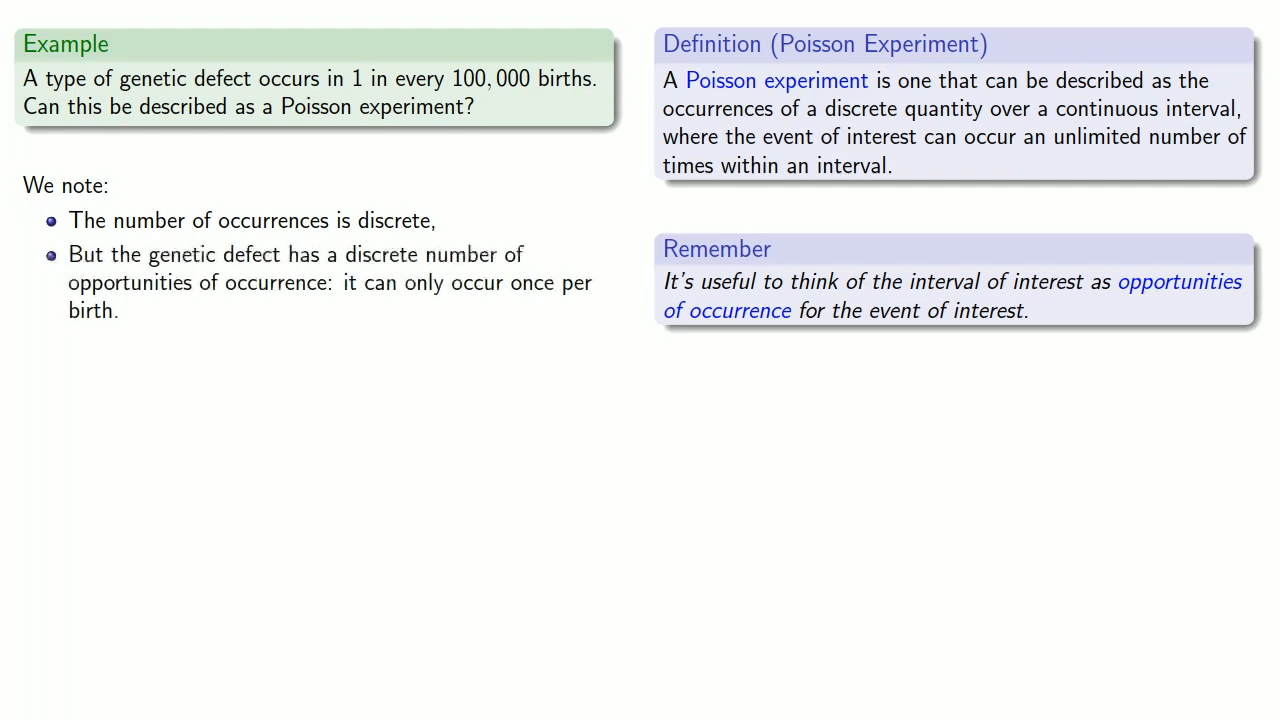 Example
A type of genetic defect occurs in 1 in every 100, 000 births.
Can this be described as a Poisson experiment?
We note:
The number of occurrences is discrete,
But the genetic defect has a discrete number of
opportunities of occurrence: it can only occur once per
birth.
Definition (Poisson Experiment)
A Poisson experiment is one that can be described as the
occurrences of a discrete quantity over a continuous interval,
where the event of interest can occur an unlimited number of
times within an interval.
Remember
It's useful to think of the interval of interest as opportunities
of occurrence for the event of interest.